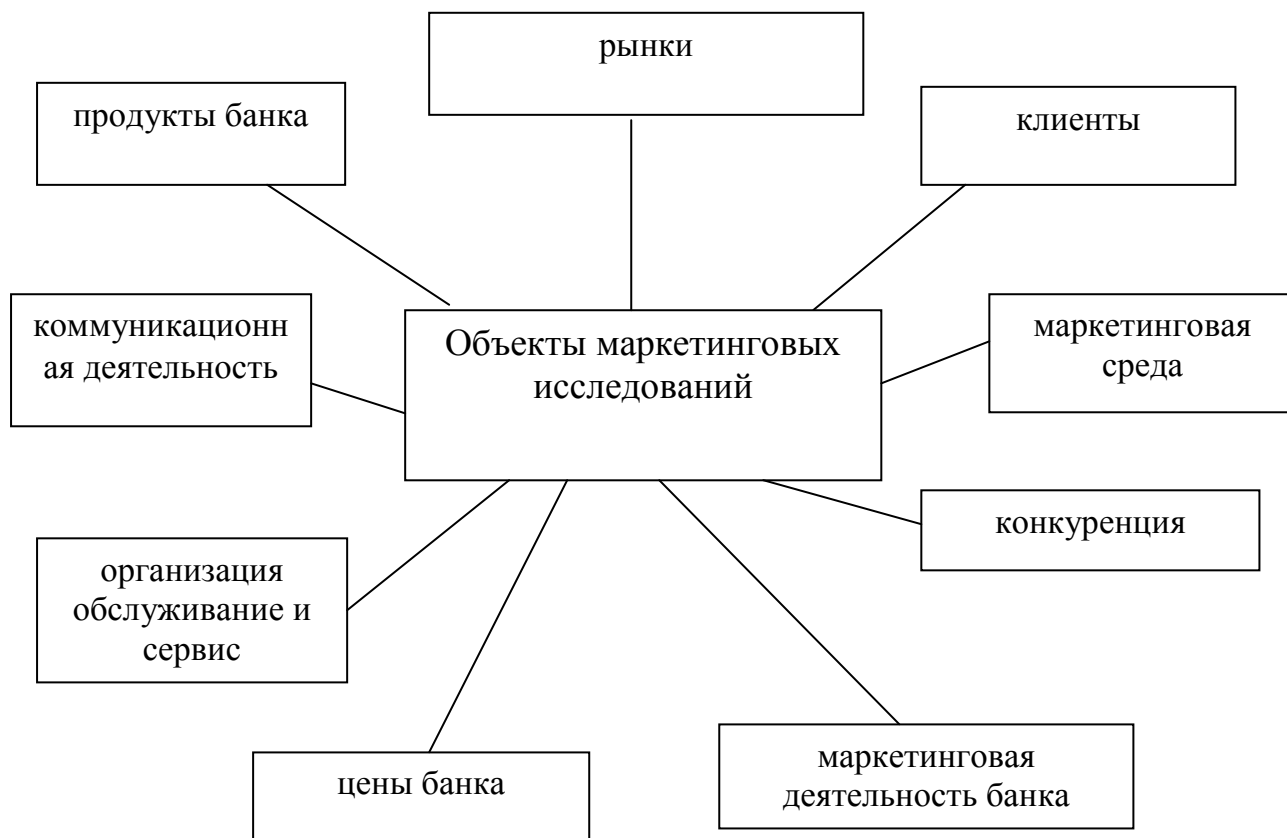 рынки
продукты банка
клиенты
коммуникационн
ая деятельность
Объекты маркетинговых
исследований
маркетинговая
среда
конкуренция
организация
обслуживание и
сервис
цены банка
маркетинговая
деятельность банка